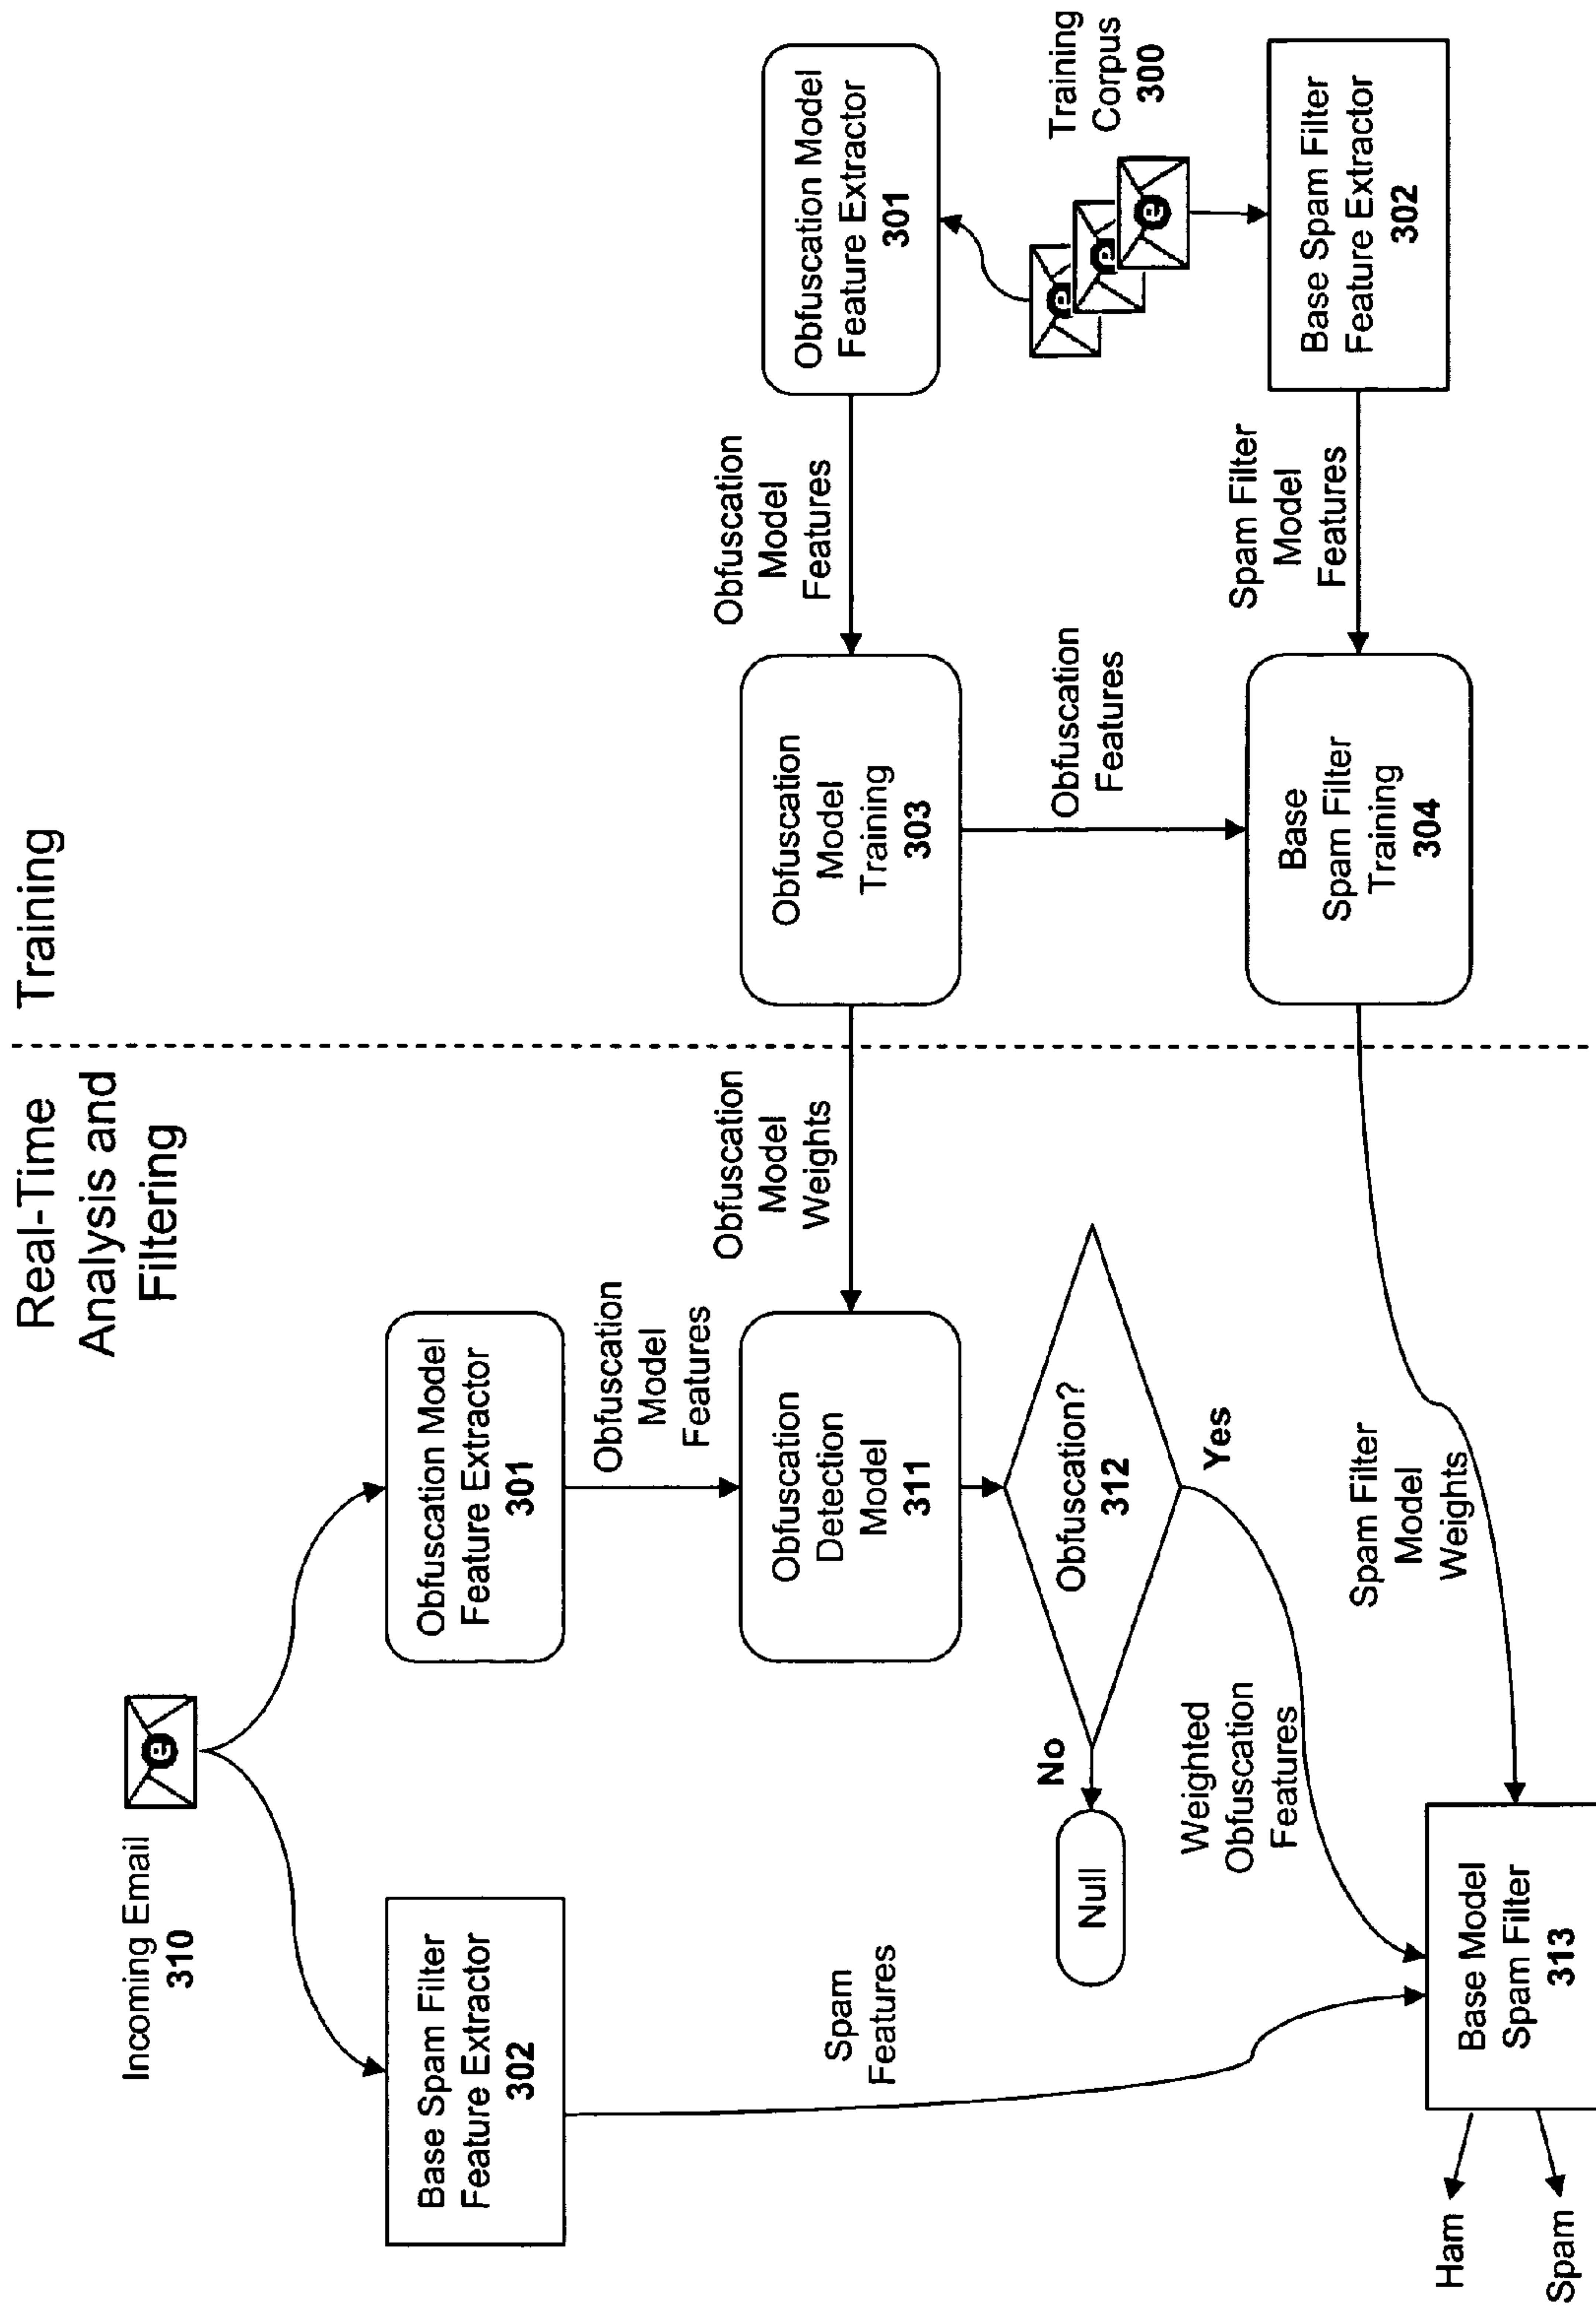 Real-Time
Analysis and
Filtering
Training
Incoming Email
310
Base Spam Filter
Feature Extractor
302
Obfuscation Model
Feature Extractor
301
Obfuscation
Model
Features
Spam
Features
Obfuscation
Detection
Model
311
Obfuscation
Model
Weights
Obfuscation?
312
No
Null
Yes
Weighted
Obfuscation
Features
Spam Filter
Model
Weights
Base Model
Spam Filter
313
Ham
Spam
Obfuscation
Model
Training
303
Obfuscation
Model
Features
Obfuscation Model
Feature Extractor
301
Training
Corpus
300
e
e
e
e
Obfuscation
Features
Base
Spam Filter
Training
304
Spam Filter
Model
Features
Base Spam Filter
Feature Extractor
302